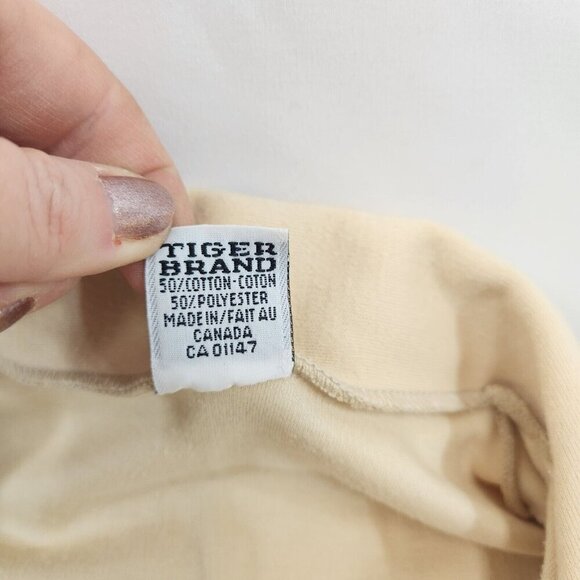 TIGER
BRAND
50%COTTON-COTON
50%POLYESTER
MADE IN/FAIT AU
CANADA
CA 01147